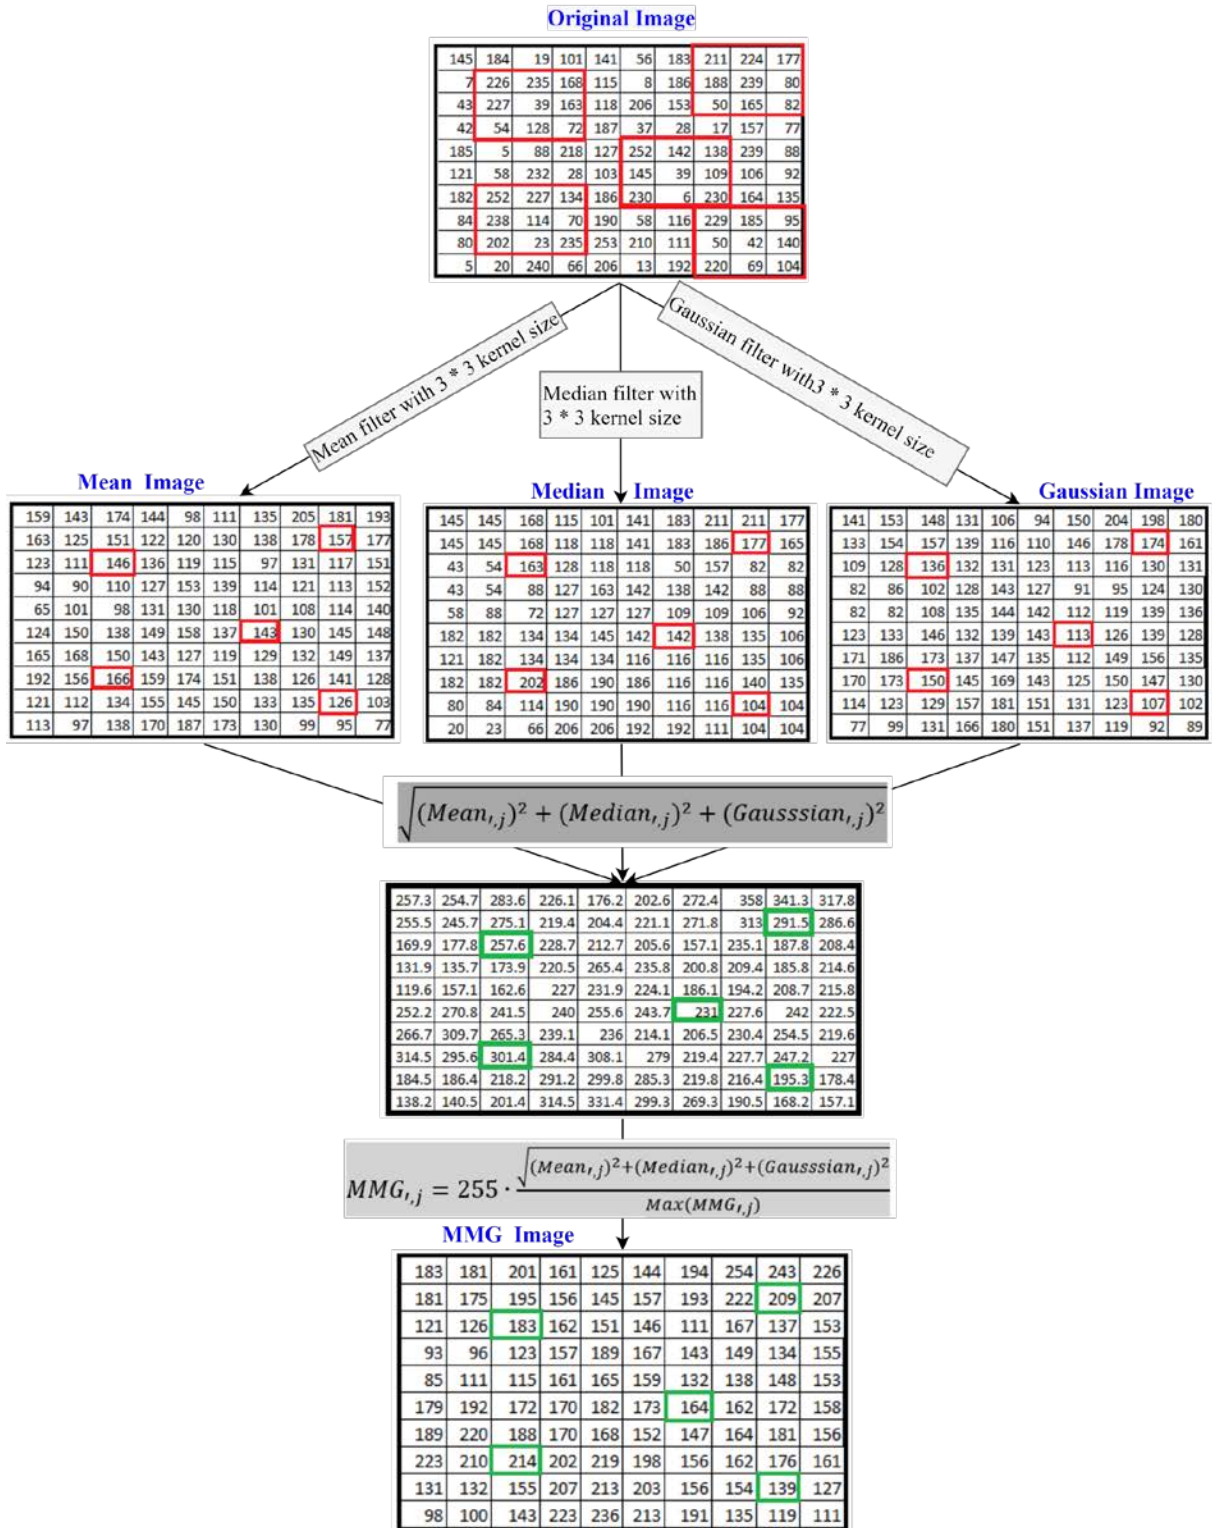 Original Image
145 184 19 101 141 56 183 211 224 177
7 226 235 168 115 8 186 188 239 80
43 227 39 163 118 206 153 50 165 82
42 54 128 72 187 37 28 17 157 77
185 5 88 218 127 252 142 138 239 88
121 58 232 28 103 145 39 109 106 92
182 252 227 134 186 230 6 230 164 135
84 238 114 70 190 58 116 229 185 95
80 202 23 235 253 210 111 50 42 140
5 20 240 66 206 13 192 220 69 104
Mean filter with 3 * 3 kernel size
Median filter with
3 * 3 kernel size
Gaussian filter with3 * 3 kernel size
Mean Image
159 143 174 144 98 111 135 205 181 193
163 125 151 122 120 130 138 178 157 177
123 111 146 136 119 115 97 131 117 151
94 90 110 127 153 139 114 121 113 152
65 101 98 131 130 118 101 108 114 140
124 150 138 149 158 137 143 130 145 148
165 168 150 143 127 119 129 132 149 137
192 156 166 159 174 151 138 126 141 128
121 112 134 155 145 150 133 135 126 103
113 97 138 170 187 173 130 99 95 77
Median Image
145 145 168 115 101 141 183 211 211 177
145 145 168 118 118 141 183 186 177 165
43 54 163 128 118 118 50 157 82 82
43 54 88 127 163 142 138 142 88 88
58 88 72 127 127 127 109 109 106 92
182 182 134 134 145 142 142 138 135 106
121 182 134 134 134 116 116 116 135 106
182 182 202 186 190 186 116 116 140 135
80 84 114 190 190 190 116 116 104 104
20 23 66 206 206 192 192 111 104 104
Gaussian Image
141 153 148 131 106 94 150 204 198 180
133 154 157 139 116 110 146 178 174 161
109 128 136 132 131 123 113 116 130 131
82 86 102 128 143 127 91 95 124 130
82 82 108 135 144 142 112 119 139 136
123 133 146 132 139 143 113 126 139 128
171 186 173 137 147 135 112 149 156 135
170 173 150 145 169 143 125 150 147 130
114 123 129 157 181 151 131 123 107 102
77 99 131 166 180 151 137 119 92 89
√(Mean′,j)² + (Median′,j)² + (Gausssian′,j)²
257.3 254.7 283.6 226.1 176.2 202.6 272.4 358 341.3 317.8
255.5 245.7 275.1 219.4 204.4 221.1 271.8 313 291.5 286.6
169.9 177.8 257.6 228.7 212.7 205.6 157.1 235.1 187.8 208.4
131.9 135.7 173.9 220.5 265.4 235.8 200.8 209.4 185.8 214.6
119.6 157.1 162.6 227 231.9 224.1 186.1 194.2 208.7 215.8
252.2 270.8 241.5 240 255.6 243.7 231 227.6 242 222.5
266.7 309.7 265.3 239.1 236 214.1 206.5 230.4 254.5 219.6
314.5 295.6 301.4 284.4 308.1 279 219.4 227.7 247.2 227
184.5 186.4 218.2 291.2 299.8 285.3 219.8 216.4 195.3 178.4
138.2 140.5 201.4 314.5 331.4 299.3 269.3 190.5 168.2 157.1
MMG′,j = 255 · √(Mean′,j)²+(Median′,j)²+(Gausssian′,j)² / Max(MMG′,j)
MMG Image
183 181 201 161 125 144 194 254 243 226
181 175 195 156 145 157 193 222 209 207
121 126 183 162 151 146 111 167 137 153
93 96 123 157 189 167 143 149 134 155
85 111 115 161 165 159 132 138 148 153
179 192 172 170 182 173 164 162 172 158
189 220 188 170 168 152 147 164 181 156
223 210 214 202 219 198 156 162 176 161
131 132 155 207 213 203 156 154 139 127
98 100 143 223 236 213 191 135 119 111